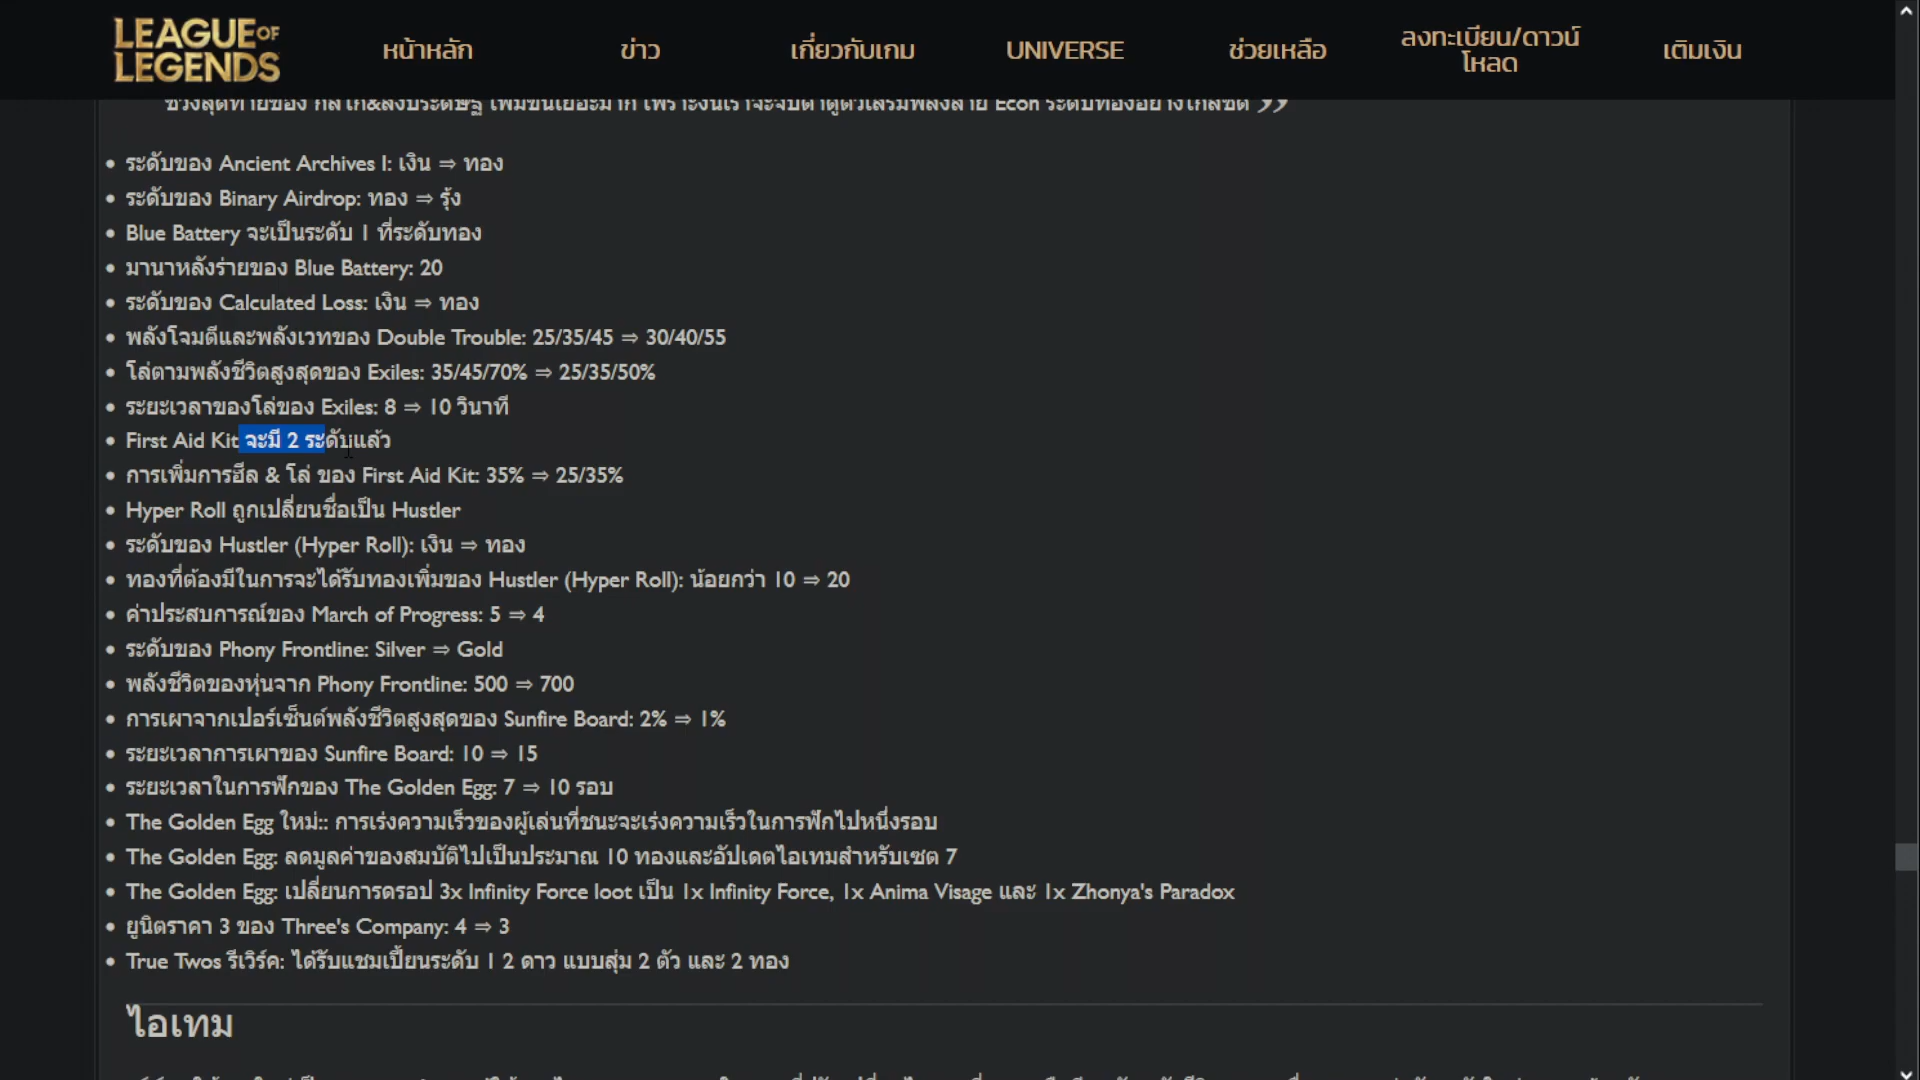 LEAGUE OF LEGENDS
หน้าหลัก
ข่าว
เกี่ยวกับเกม
UNIVERSE
ช่วยเหลือ
ลงทะเบียน/ดาวน์โหลด
เติมเงิน
ระดับของ Ancient Archives I: เงิน ⇒ ทอง
ระดับของ Binary Airdrop: ทอง ⇒ รุ้ง
Blue Battery จะเป็นระดับ 1 ที่ระดับทอง
มานาหลังร่ายของ Blue Battery: 20
ระดับของ Calculated Loss: เงิน ⇒ ทอง
พลังโจมตีและพลังเวทของ Double Trouble: 25/35/45 ⇒ 30/40/55
โล่ตามพลังชีวิตสูงสุดของ Exiles: 35/45/70% ⇒ 25/35/50%
ระยะเวลาของโล่ของ Exiles: 8 ⇒ 10 วินาที
First Aid Kit จะมี 2 ระดับแล้ว
การเพิ่มการฮีล & โล่ ของ First Aid Kit: 35% ⇒ 25/35%
Hyper Roll ถูกเปลี่ยนชื่อเป็น Hustler
ระดับของ Hustler (Hyper Roll): เงิน ⇒ ทอง
ทองที่ต้องมีในการจะได้รับทองเพิ่มของ Hustler (Hyper Roll): น้อยกว่า 10 ⇒ 20
ค่าประสบการณ์ของ March of Progress: 5 ⇒ 4
ระดับของ Phony Frontline: Silver ⇒ Gold
พลังชีวิตของหุ่นจาก Phony Frontline: 500 ⇒ 700
การเผาจากเปอร์เซ็นต์พลังชีวิตสูงสุดของ Sunfire Board: 2% ⇒ 1%
ระยะเวลาการเผาของ Sunfire Board: 10 ⇒ 15
ระยะเวลาในการฟักของ The Golden Egg: 7 ⇒ 10 รอบ
The Golden Egg ใหม่:: การเร่งความเร็วของผู้เล่นที่ชนะจะเร่งความเร็วในการฟักไปหนึ่งรอบ
The Golden Egg: ลดมูลค่าของสมบัติไปเป็นประมาณ 10 ทองและอัปเดตไอเทมสำหรับเซต 7
The Golden Egg: เปลี่ยนการดรอป 3x Infinity Force loot เป็น 1x Infinity Force, 1x Anima Visage และ 1x Zhonya's Paradox
ยูนิตราคา 3 ของ Three's Company: 4 ⇒ 3
True Twos รีเวิร์ค: ได้รับแชมเปี้ยนระดับ 1 2 ดาว แบบสุ่ม 2 ตัว และ 2 ทอง
ไอเทม